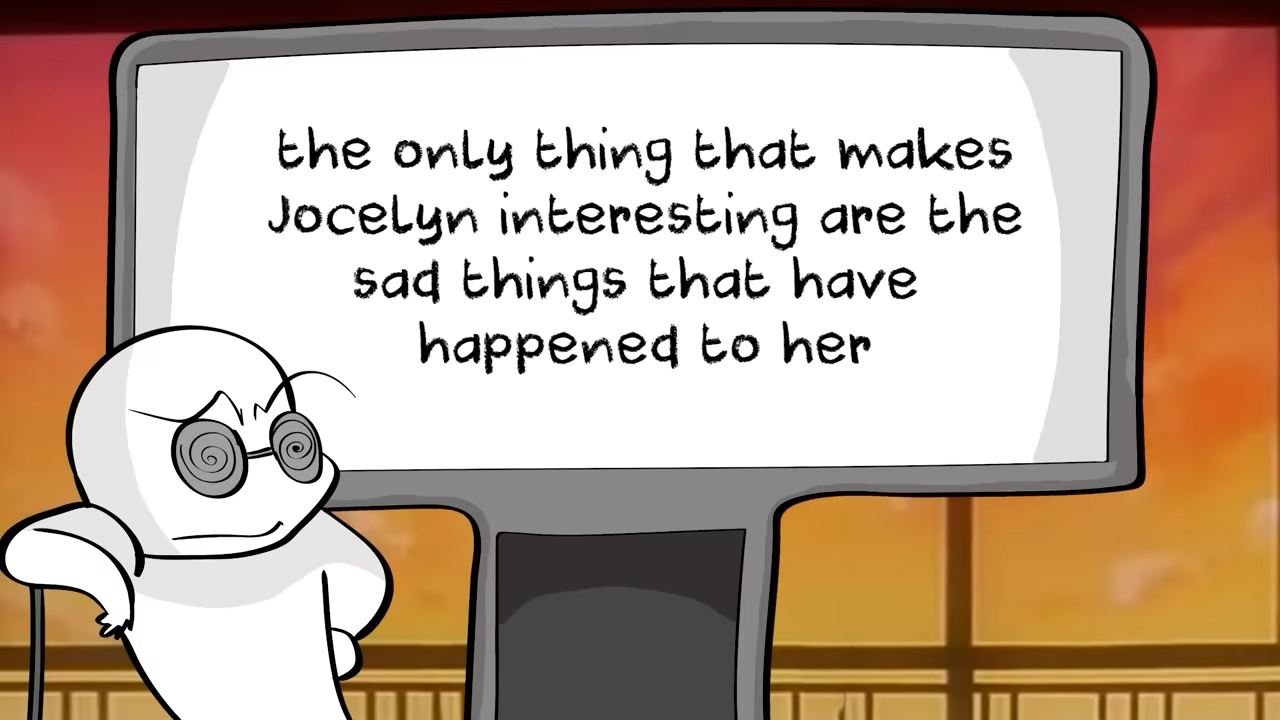 the only thing that makes
Jocelyn interesting are the
sad things that have
happened to her